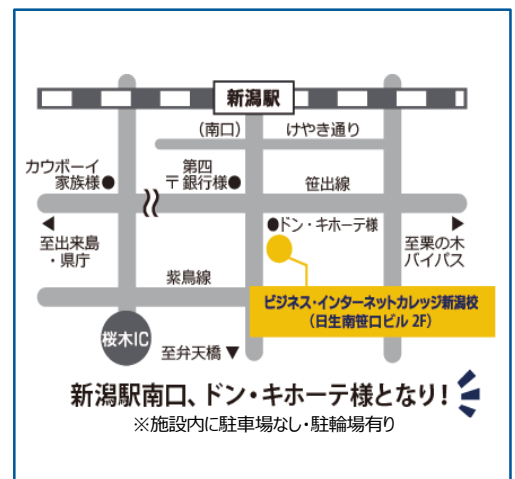 新潟駅
(南口)
けやき通り
カウボーイ
家族様●
第四
〒銀行様●
笹出線
◀
至出来島
・県庁
●ドン・キホーテ様
▶
至栗の木
バイパス
紫鳥線
ビジネス・インターネットカレッジ新潟校
(日生南笹口ビル 2F)
桜木IC
至弁天橋▼
新潟駅南口、ドン・キホーテ様となり!
※施設内に駐車場なし・駐輪場有り